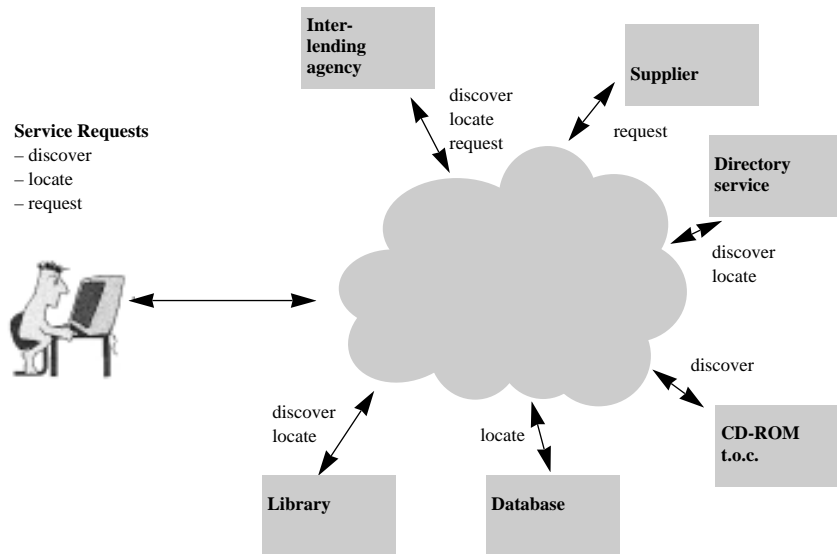 Inter-
lending
agency
discover
locate
request
Supplier
request
Service Requests
– discover
– locate
– request
Directory
service
discover
locate
discover
CD-ROM
t.o.c.
discover
locate
Library
locate
Database